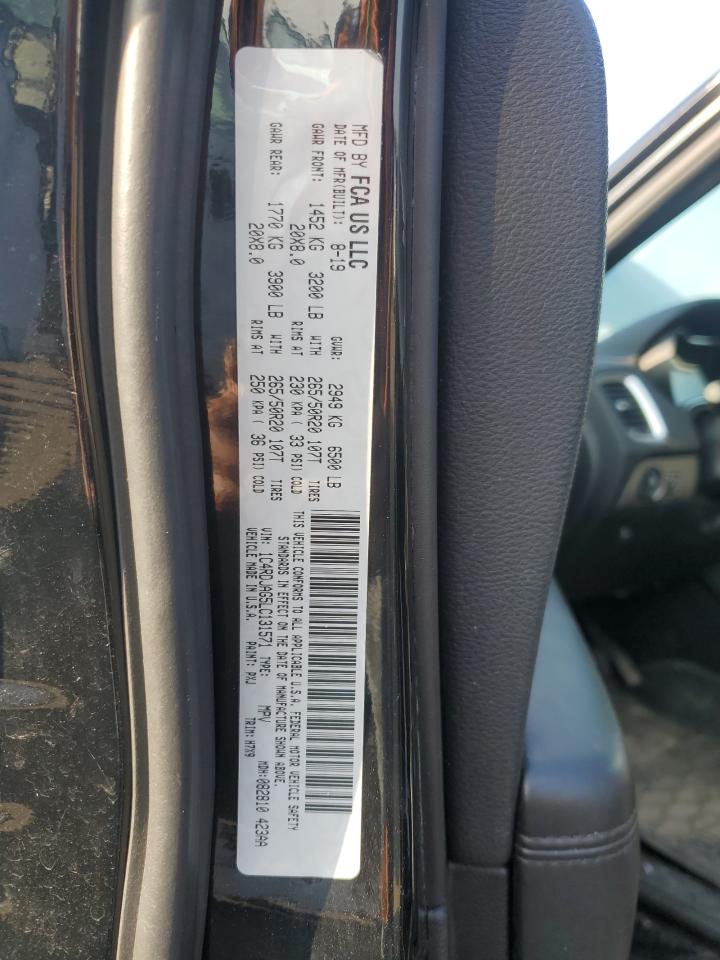 MFD BY FCA US LLC
DATE OF MFR(BUILT): 8-19 GVWR: 2949 KG 6500 LB
GAWR FRONT: 1452 KG 3200 LB WITH 265/50R20 107T TIRES
20X8.0 RIMS AT 230 KPA ( 33 PSI) COLD
GAWR REAR: 1770 KG 3900 LB WITH 265/50R20 107T TIRES
20X8.0 RIMS AT 250 KPA ( 36 PSI) COLD
THIS VEHICLE CONFORMS TO ALL APPLICABLE U.S.A. FEDERAL MOTOR VEHICLE SAFETY
STANDARDS IN EFFECT ON THE DATE OF MANUFACTURE SHOWN ABOVE.
VIN: 1C4RDJAG5LC131571 TYPE: MPV MDH:082810 423AA
VEHICLE MADE IN U.S.A. PAINT: PXJ TRIM: H7X9